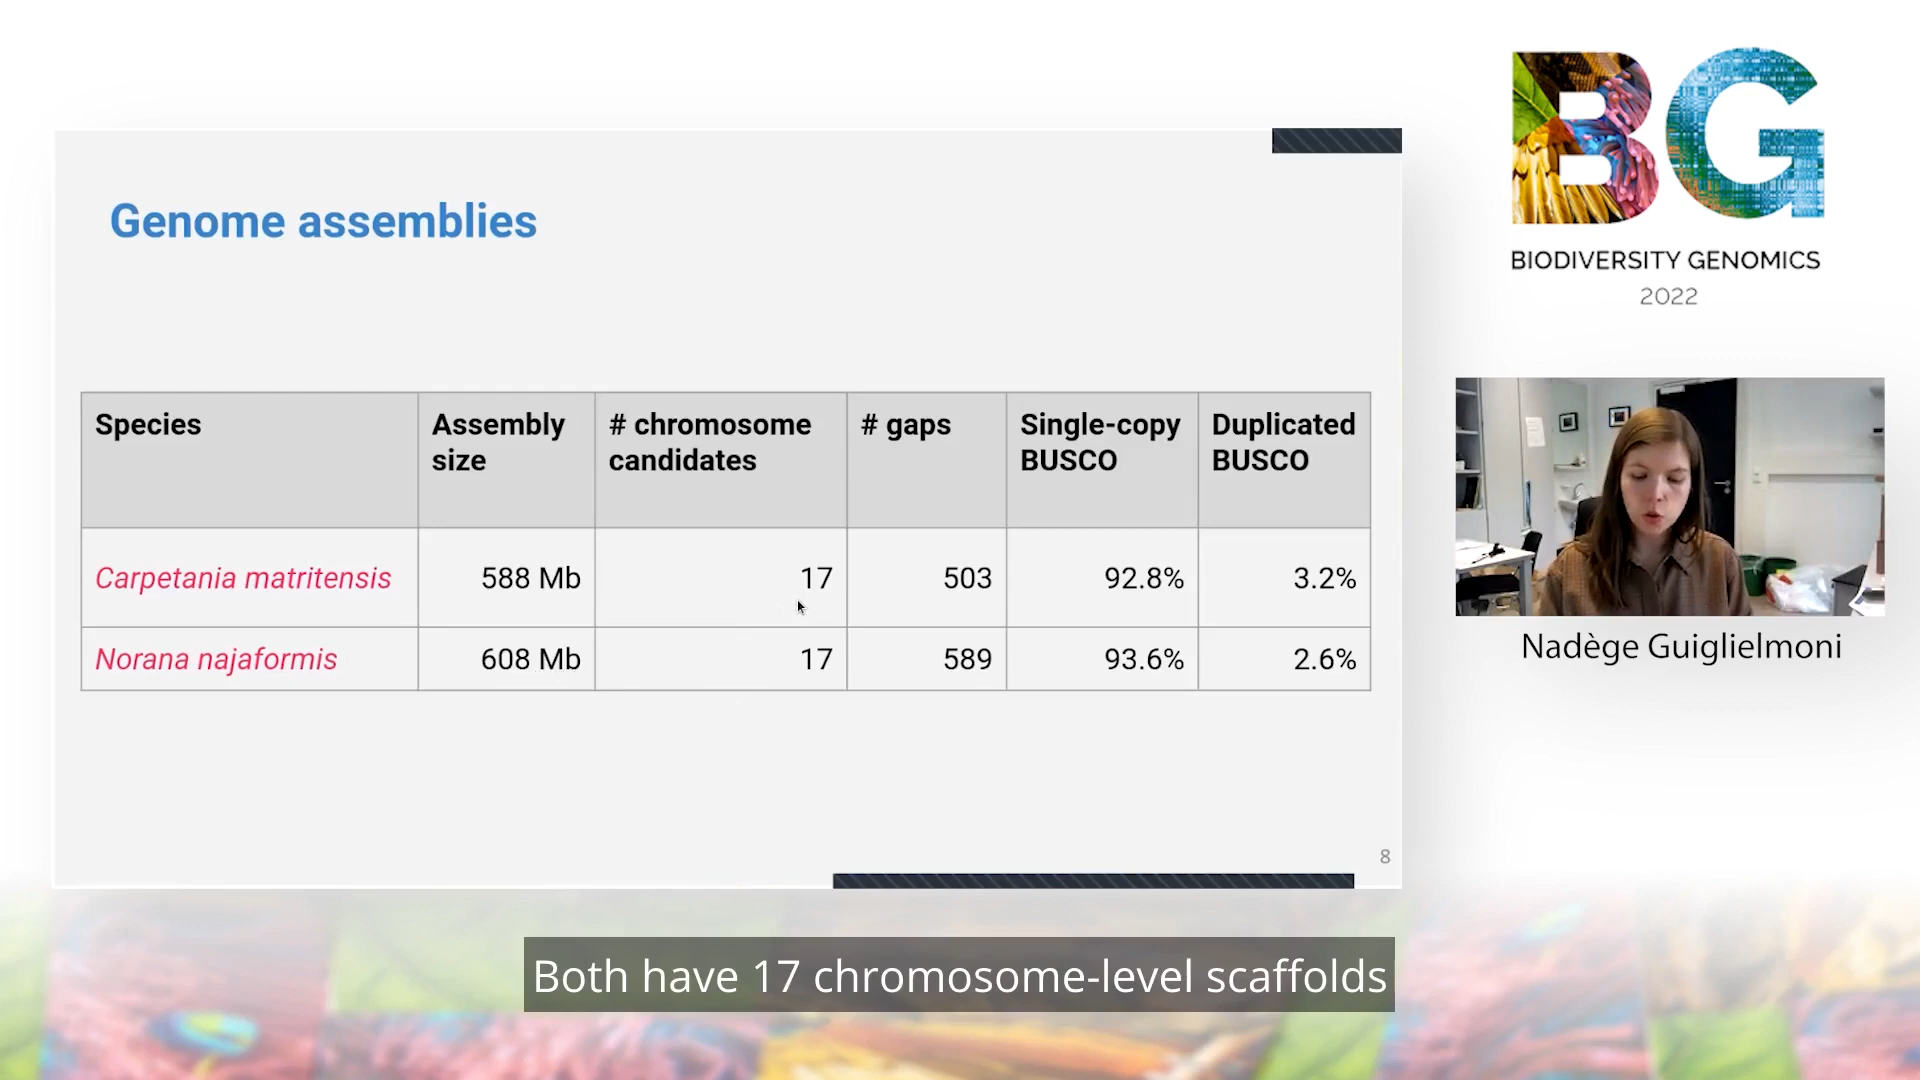 BG
BIODIVERSITY GENOMICS
2022
Genome assemblies
Species
Assembly size
# chromosome candidates
# gaps
Single-copy BUSCO
Duplicated BUSCO
Carpetania matritensis 588 Mb 17 503 92.8% 3.2%
Norana najaformis 608 Mb 17 589 93.6% 2.6%
8
Nadège Guiglielmoni
Both have 17 chromosome-level scaffolds